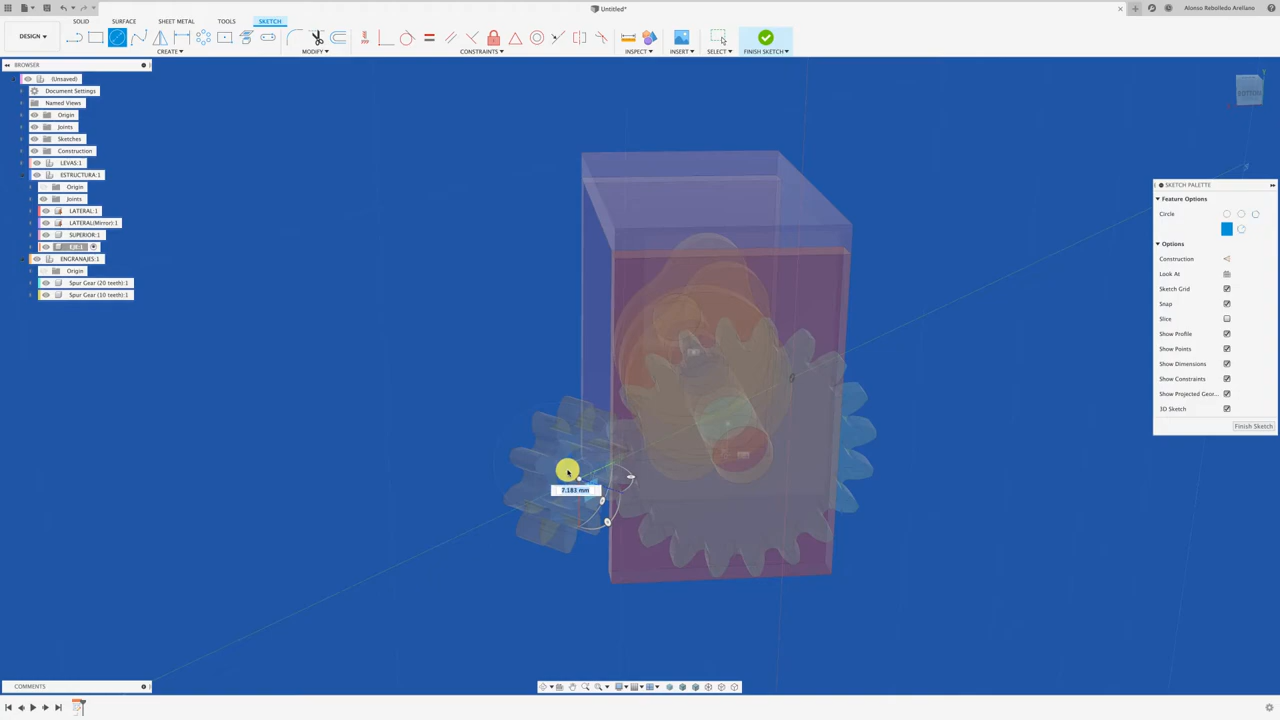 Untitled*
Alonso Rebolledo Arellano
SOLID
SURFACE
SHEET METAL
TOOLS
SKETCH
DESIGN
CREATE
MODIFY
CONSTRAINTS
INSPECT
INSERT
SELECT
FINISH SKETCH
BROWSER
(Unsaved)
Document Settings
Named Views
Origin
Joints
Sketches
Construction
LEVAS:1
ESTRUCTURA:1
Origin
Joints
LATERAL:1
LATERAL(Mirror):1
SUPERIOR:1
ENGRANAJES:1
Origin
Spur Gear (20 teeth):1
Spur Gear (10 teeth):1
SKETCH PALETTE
Feature Options
Circle
Options
Construction
Look At
Sketch Grid
Snap
Slice
Show Profile
Show Points
Show Dimensions
Show Constraints
Show Projected Geor...
3D Sketch
Finish Sketch
7.183 mm
COMMENTS